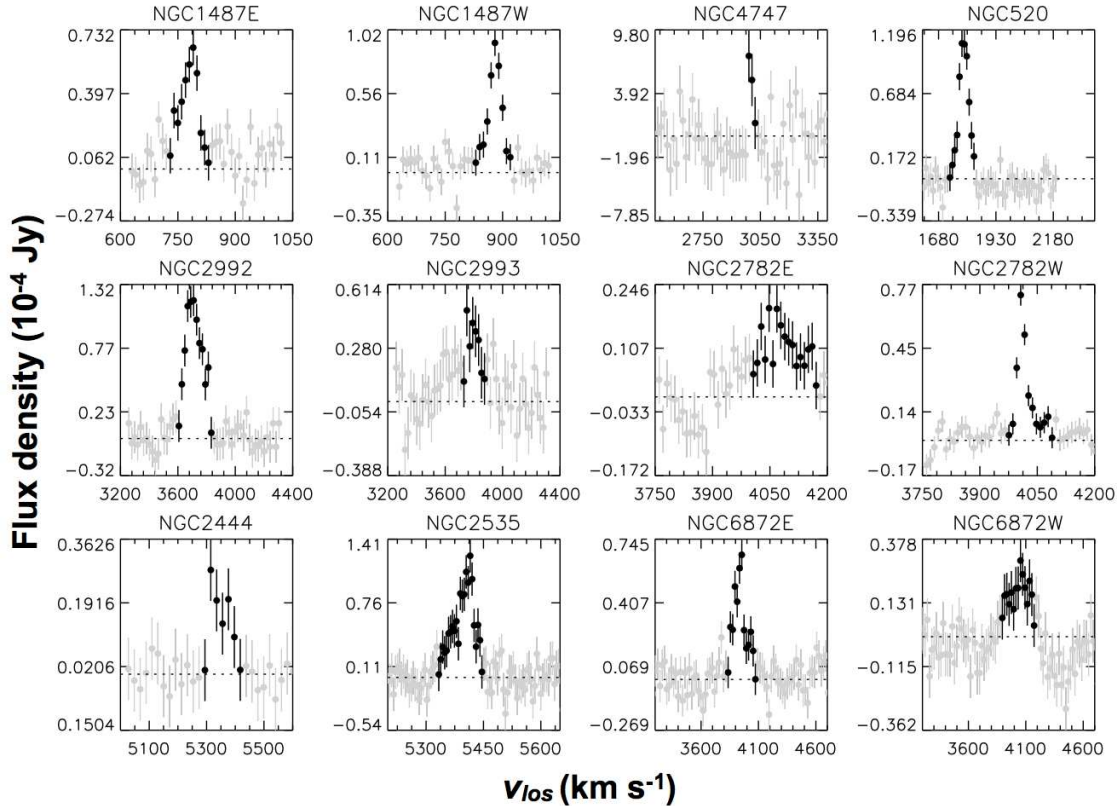 NGC1487E NGC1487W NGC4747 NGC520
0.732 1.02 9.80 1.196
0.397 0.56 3.92 0.684
0.062 0.11 −1.96 0.172
−0.274 −0.35 −7.85 −0.339
600 750 900 1050 600 750 900 1050 2750 3050 3350 1680 1930 2180
NGC2992 NGC2993 NGC2782E NGC2782W
1.32 0.614 0.246 0.77
0.77 0.280 0.107 0.45
0.23 −0.054 −0.033 0.14
−0.32 −0.388 −0.172 −0.17
3200 3600 4000 4400 3200 3600 4000 4400 3750 3900 4050 4200 3750 3900 4050 4200
NGC2444 NGC2535 NGC6872E NGC6872W
0.3626 1.41 0.745 0.378
0.1916 0.76 0.407 0.131
0.0206 0.11 0.069 −0.115
0.1504 −0.54 −0.269 −0.362
5100 5300 5500 5300 5450 5600 3600 4100 4600 3600 4100 4600
Flux density (10⁻⁴ Jy)
v_los (km s⁻¹)